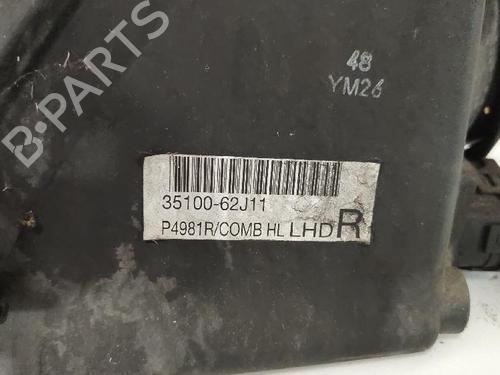 B-PARTS
48
YM26
35100-62J11
P4981R/COMB HL LHD R